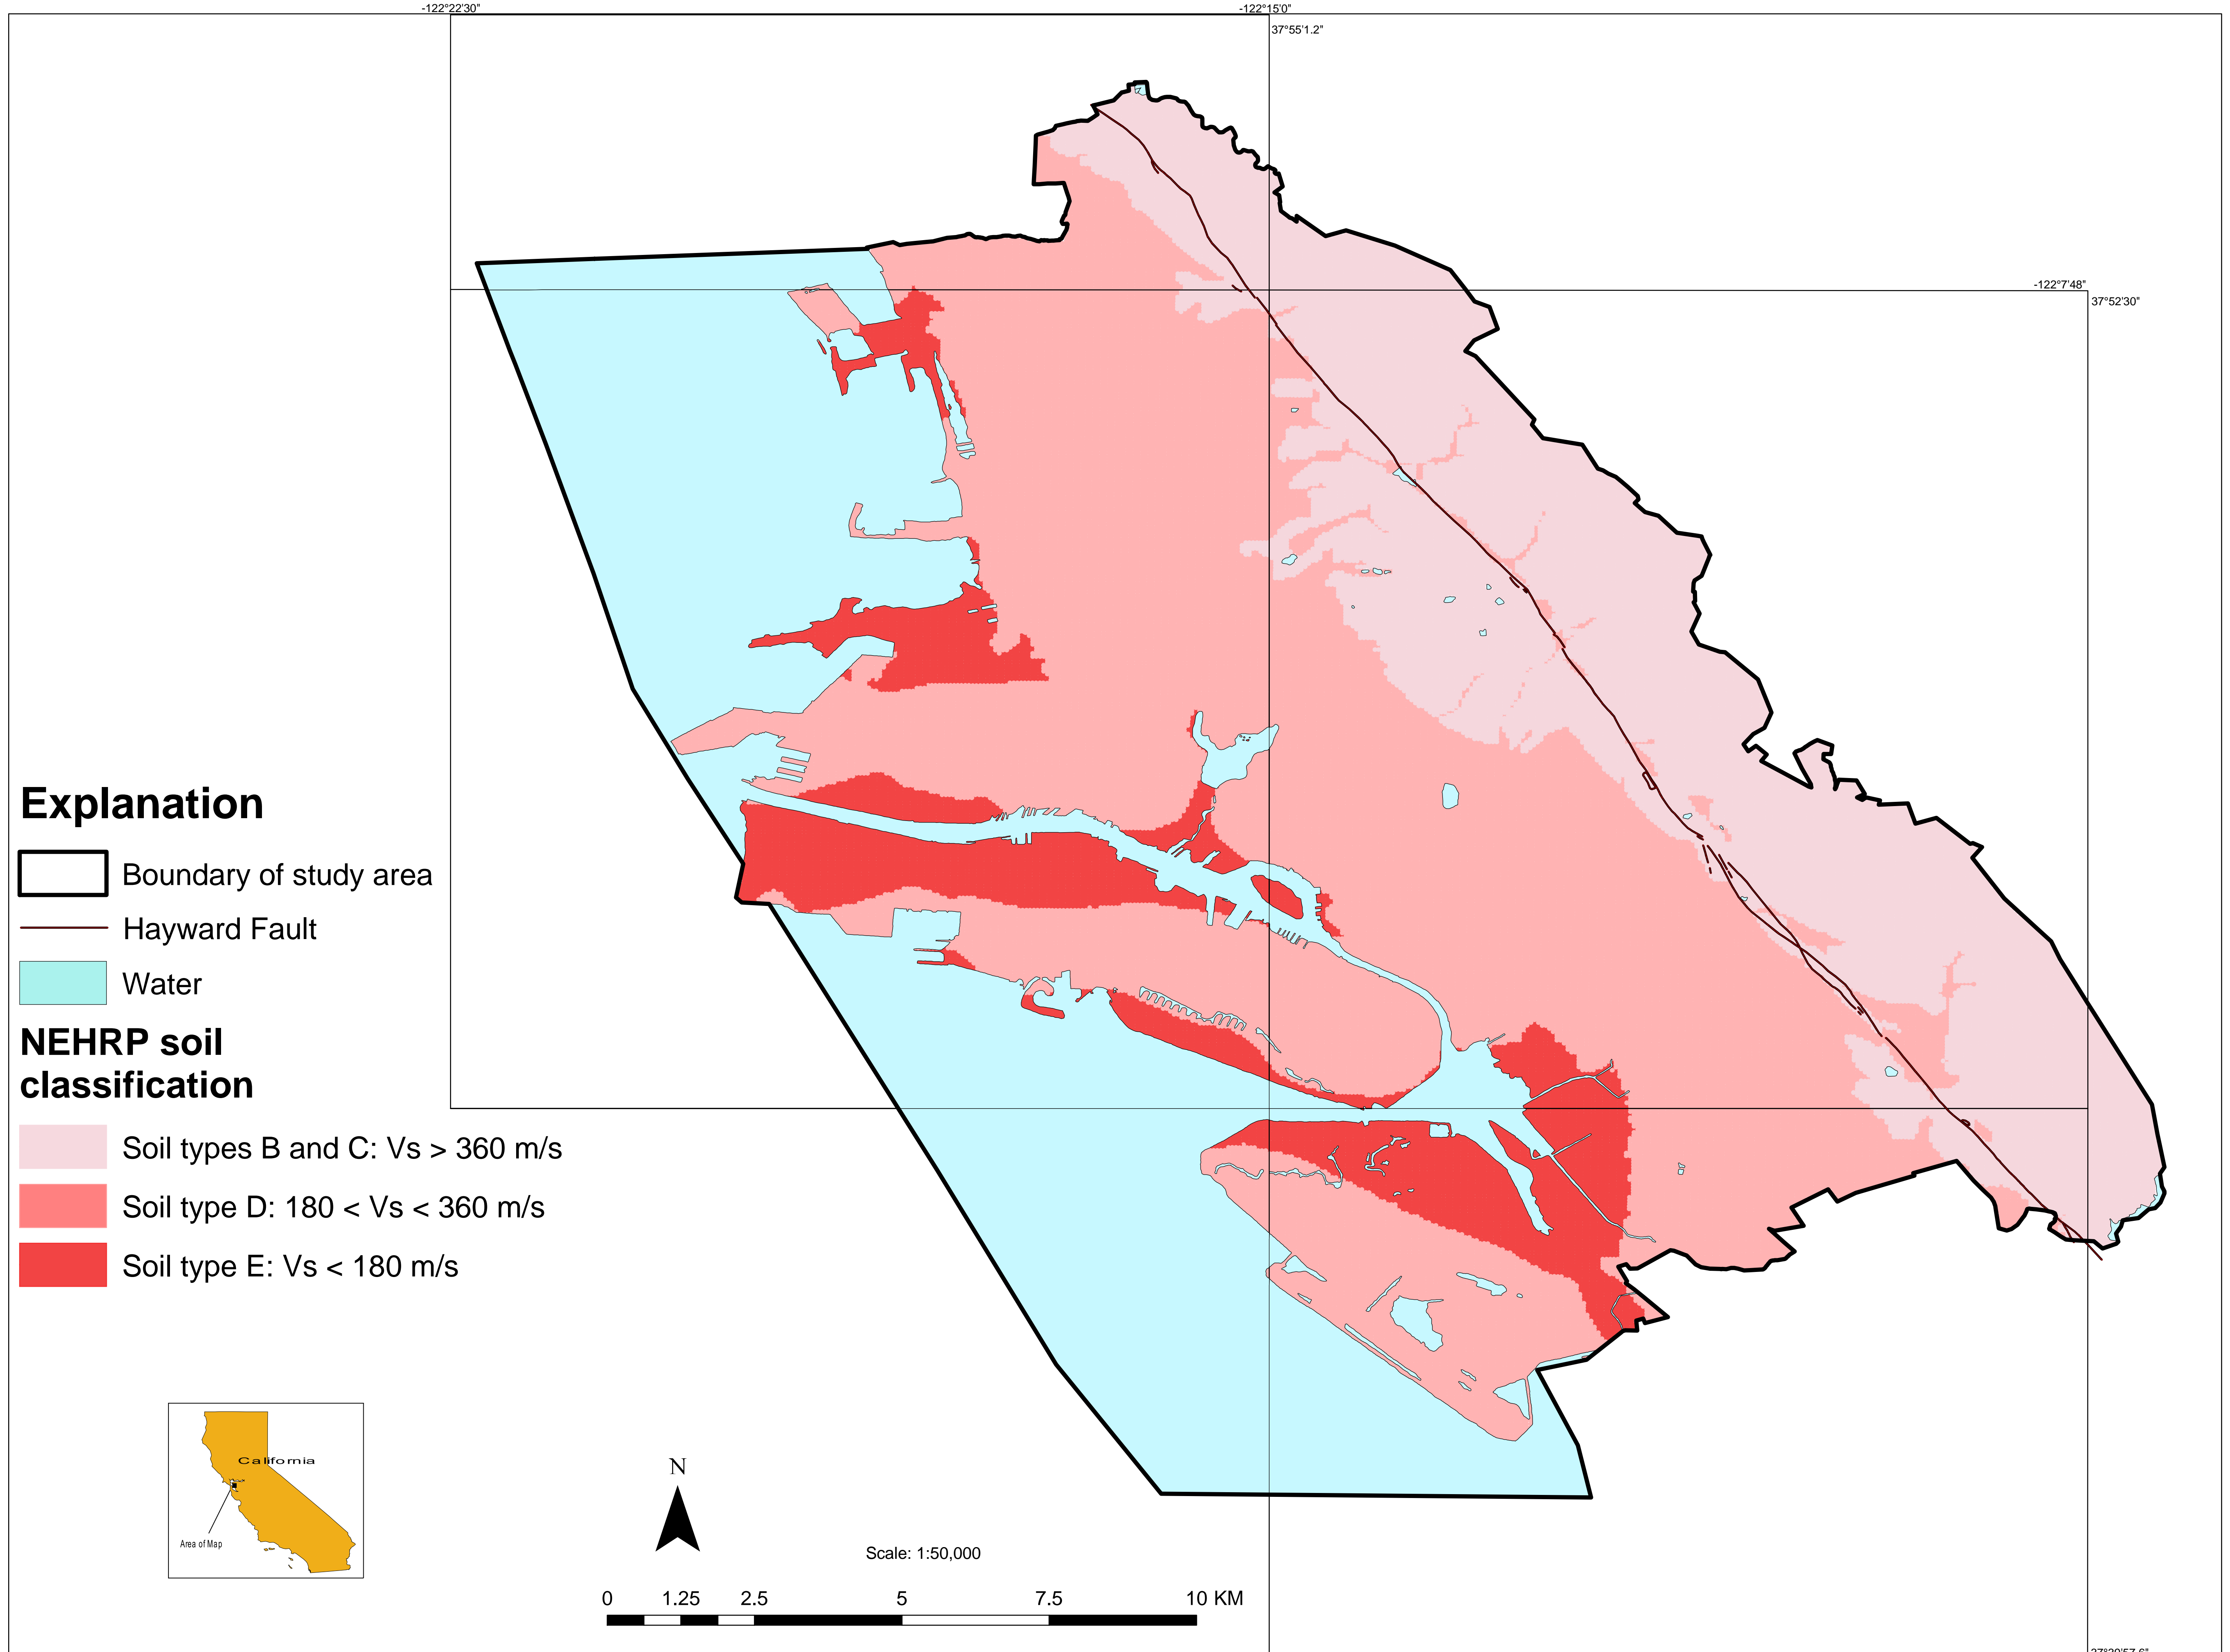 -122°22'30"
-122°15'0"
37°55'1.2"
-122°7'48"
37°52'30"
Explanation
Boundary of study area
Hayward Fault
Water
NEHRP soil
classification
Soil types B and C: Vs > 360 m/s
Soil type D: 180 < Vs < 360 m/s
Soil type E: Vs < 180 m/s
California
Area of Map
N
Scale: 1:50,000
0 1.25 2.5 5 7.5 10 KM